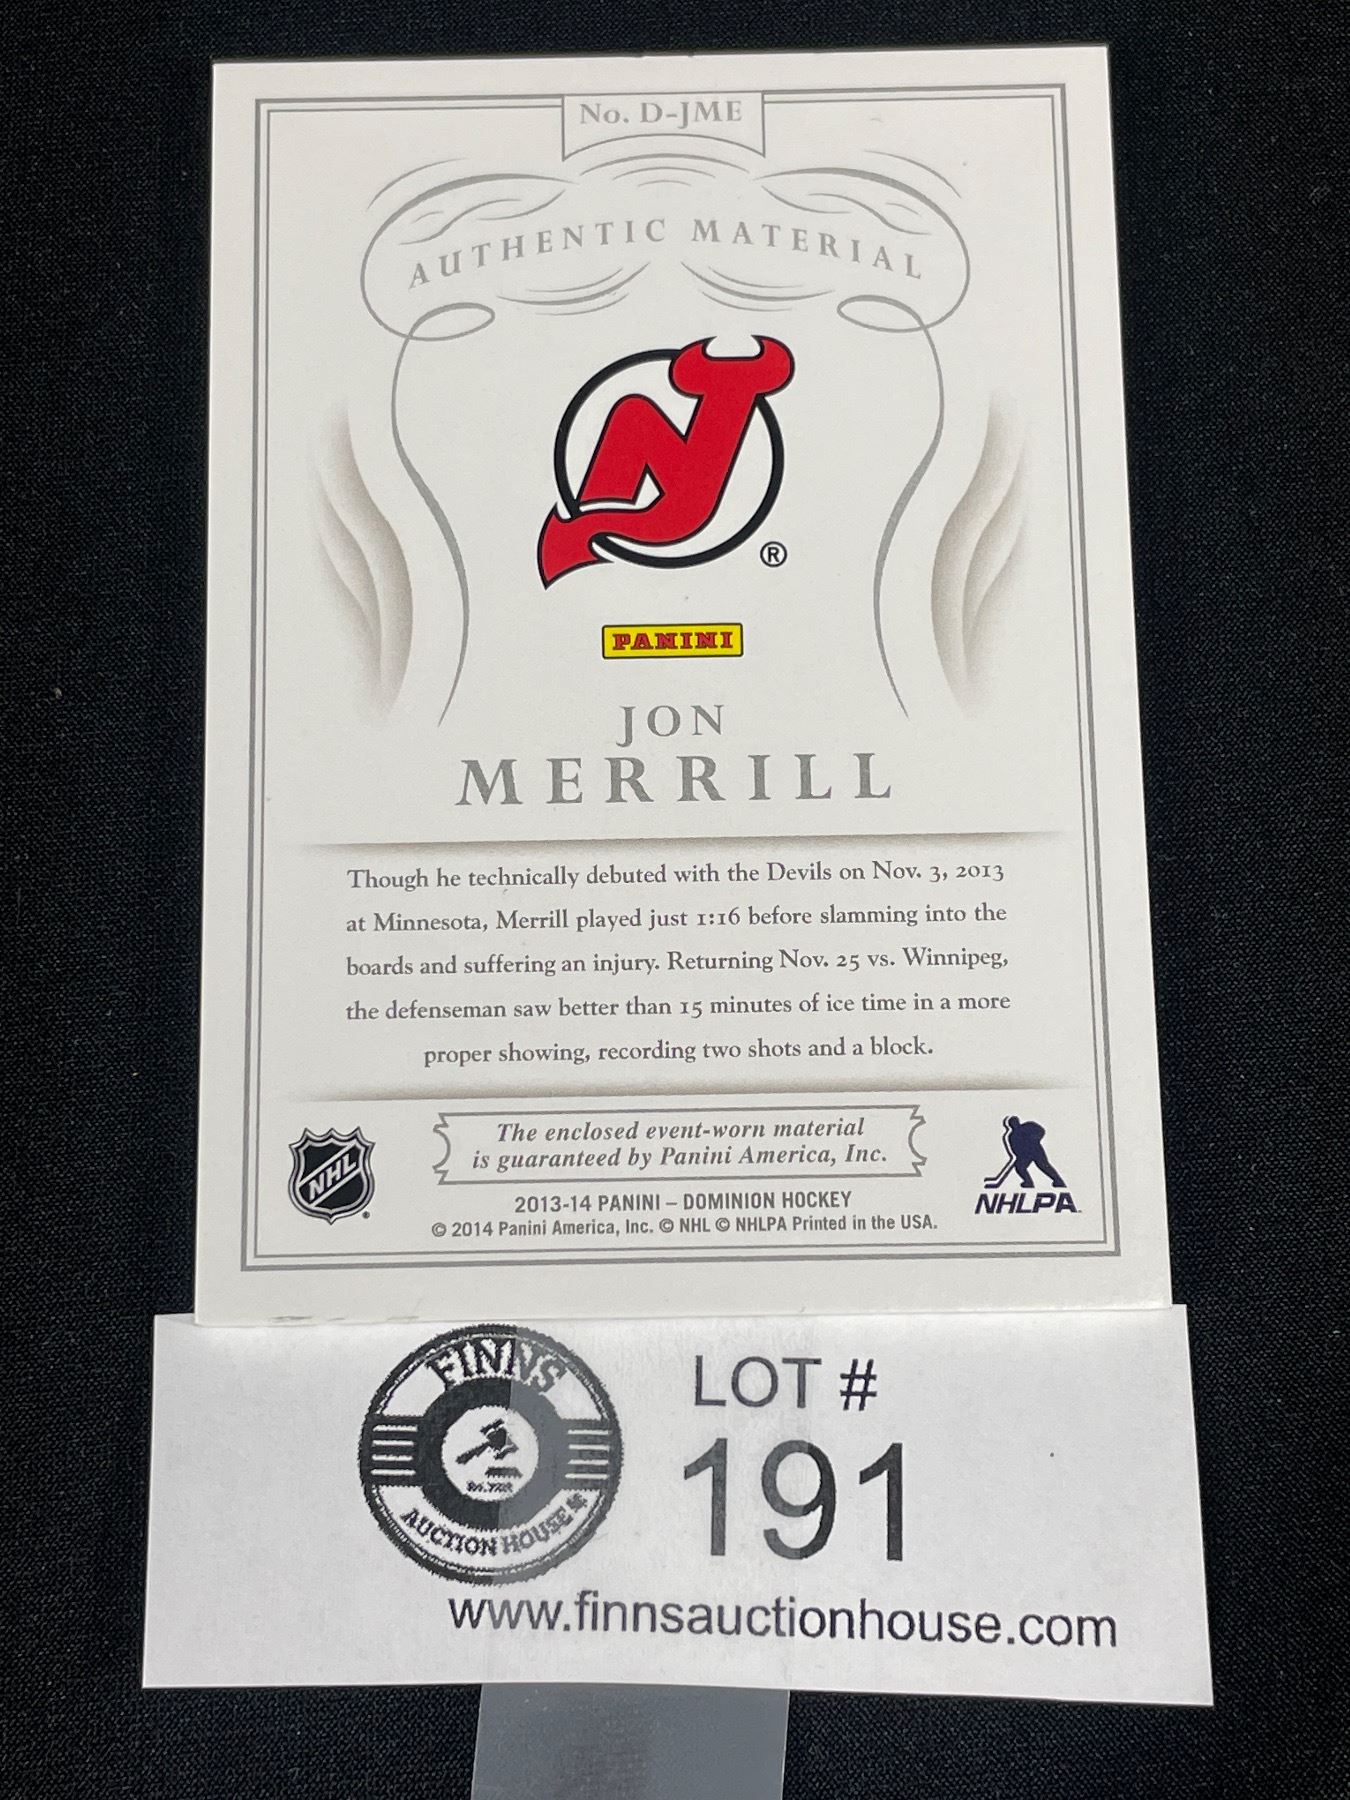 No. D-JME
AUTHENTIC MATERIAL
®
PANINI
JON
MERRILL
Though he technically debuted with the Devils on Nov. 3, 2013
at Minnesota, Merrill played just 1:16 before slamming into the
boards and suffering an injury. Returning Nov. 25 vs. Winnipeg,
the defenseman saw better than 15 minutes of ice time in a more
proper showing, recording two shots and a block.
NHL
The enclosed event-worn material
is guaranteed by Panini America, Inc.
2013-14 PANINI – DOMINION HOCKEY
© 2014 Panini America, Inc. © NHL © NHLPA Printed in the USA.
NHLPA
FINNS
AUCTION HOUSE
LOT #
191
www.finnsauctionhouse.com